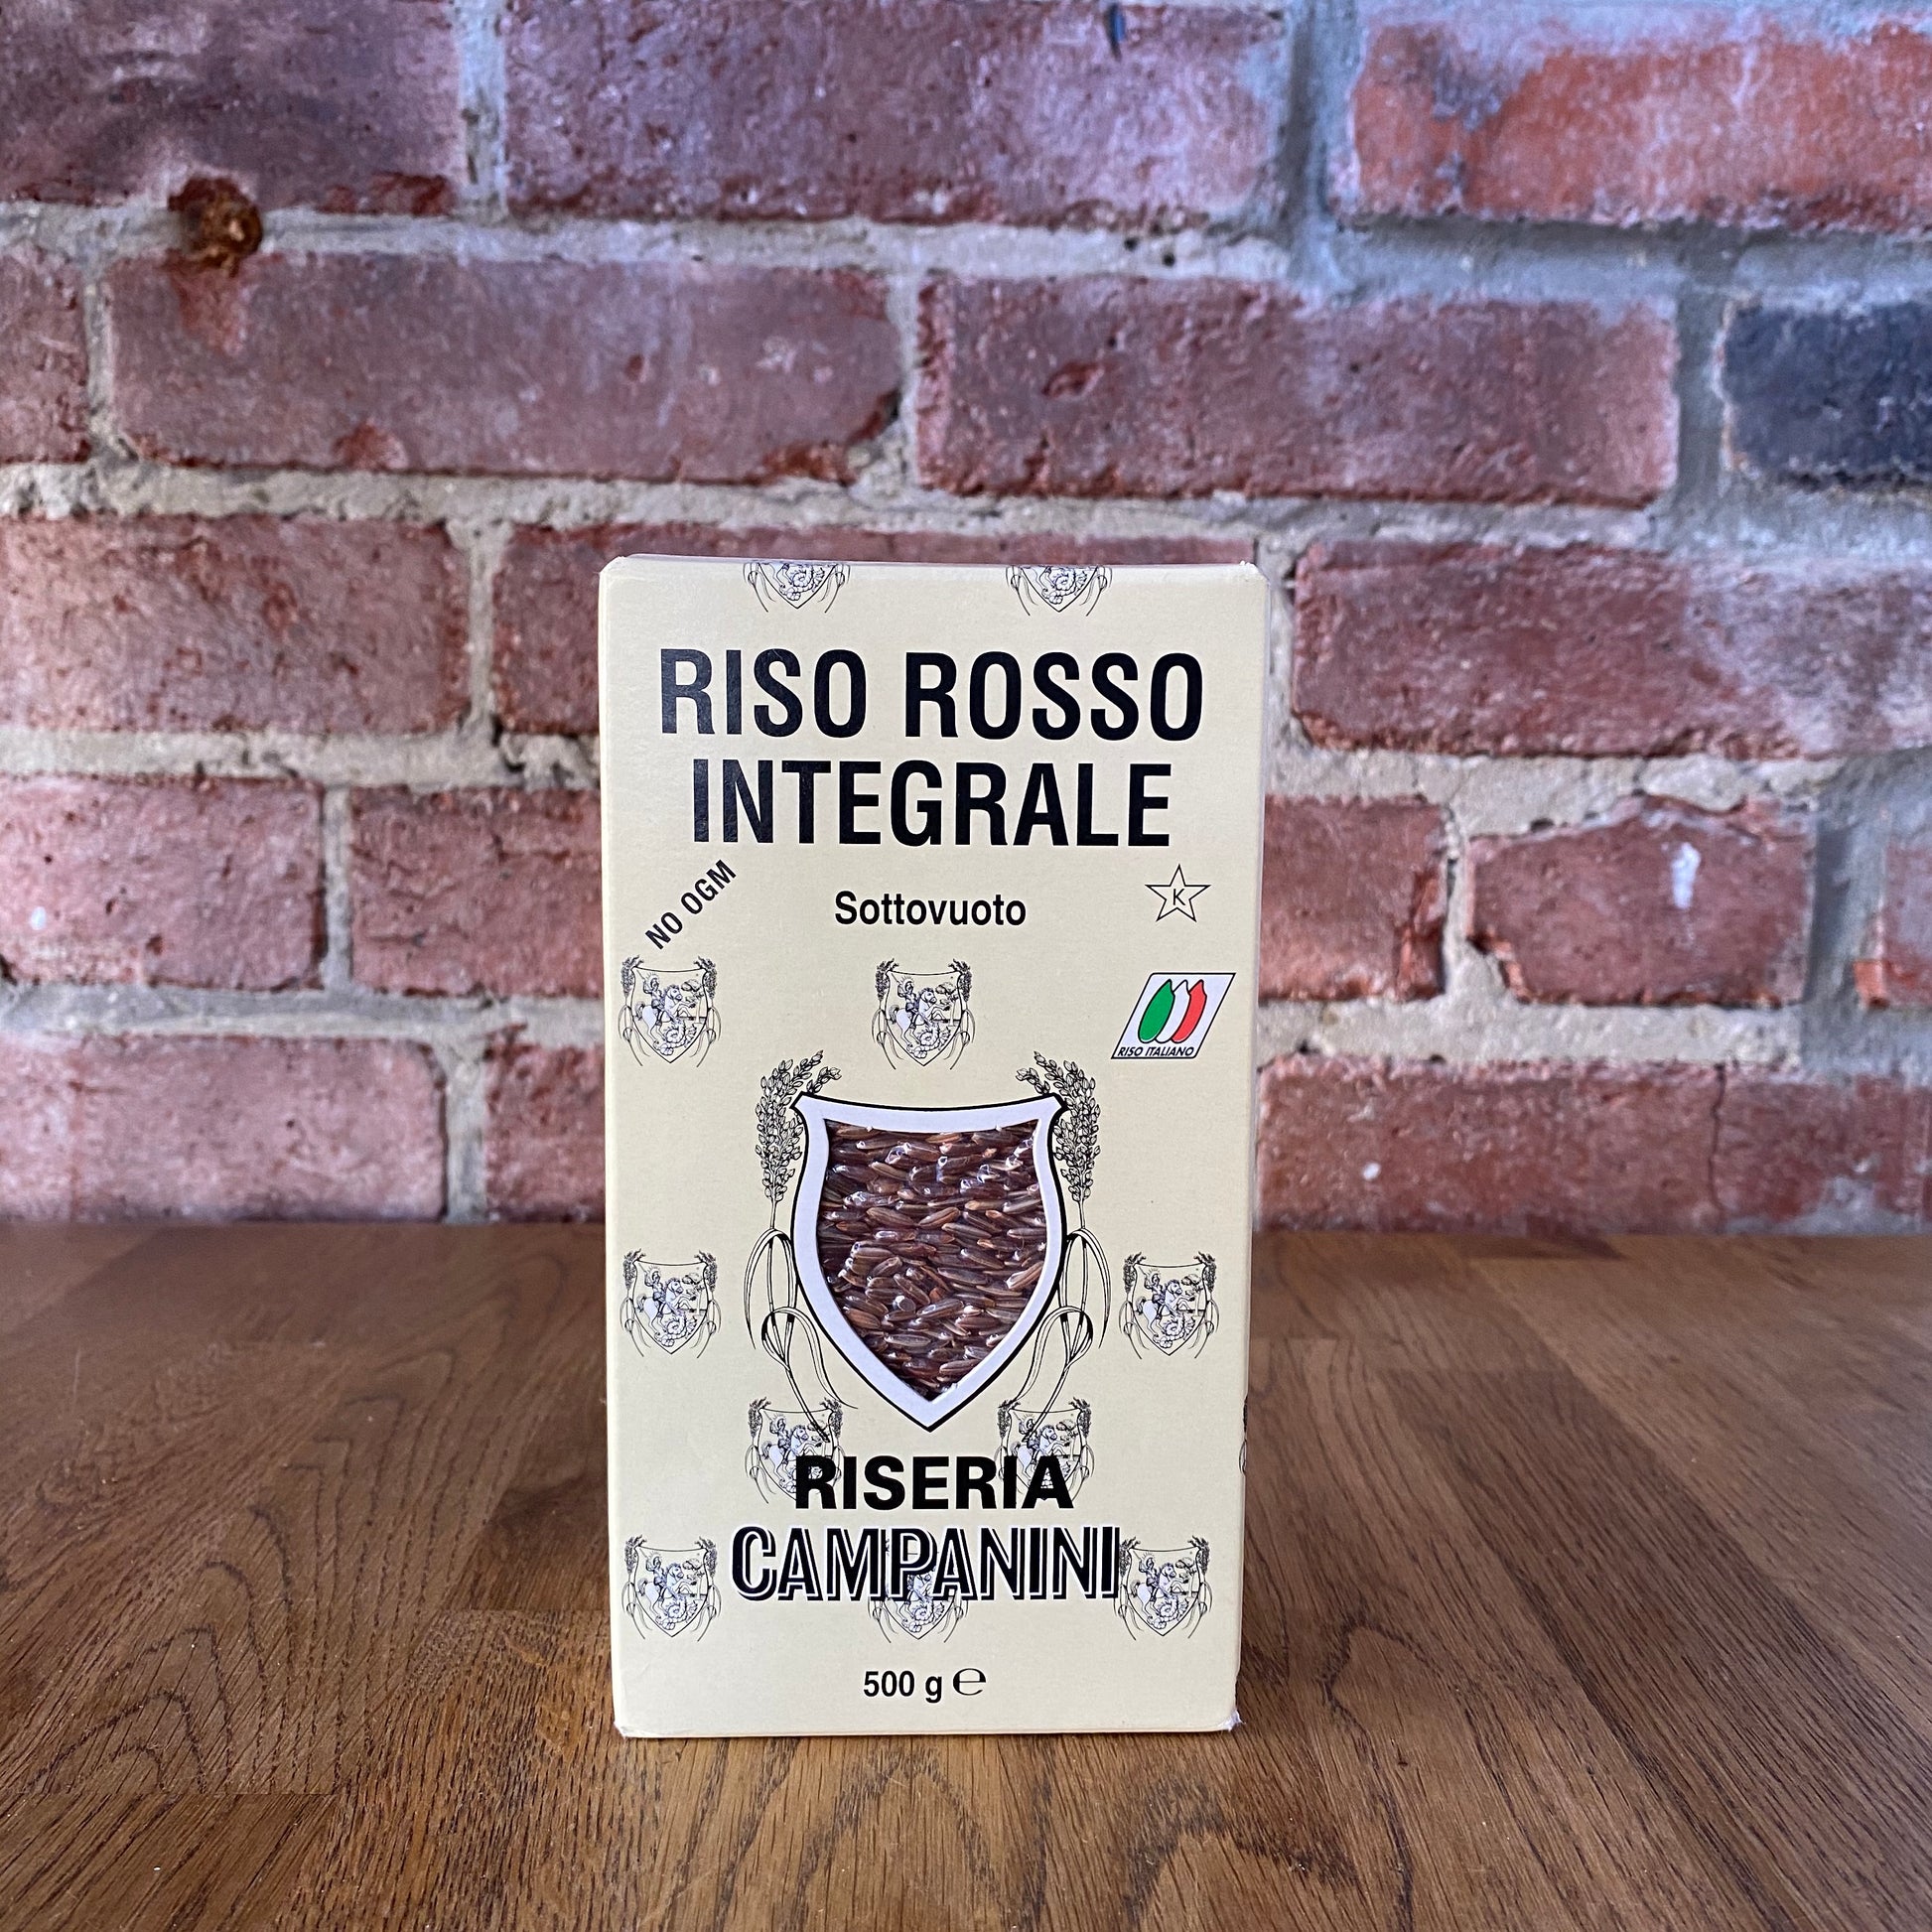 RISO ROSSO
INTEGRALE
NO OGM
Sottovuoto
K
RISO ITALIANO
RISERIA
CAMPANINI
500 g ℮